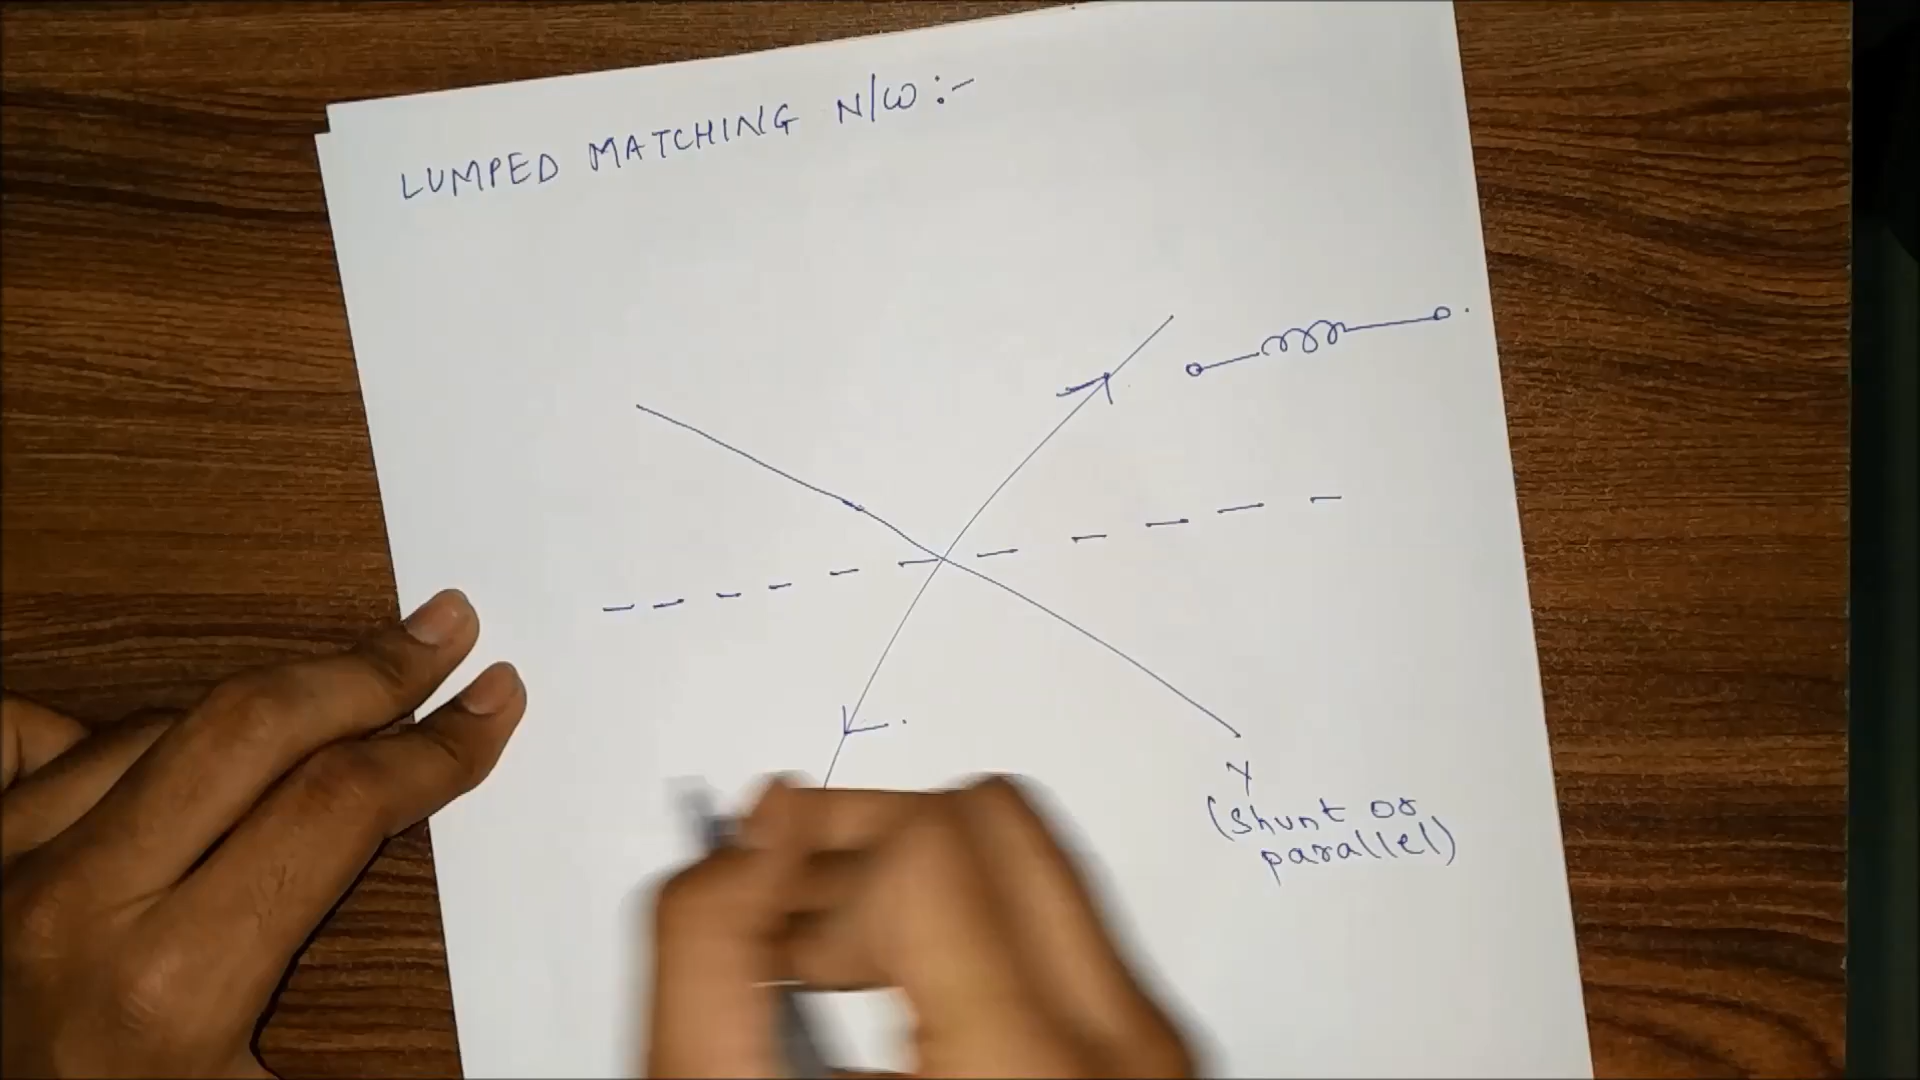 LUMPED MATCHING N/W :-
Y
(Shunt or
parallel)